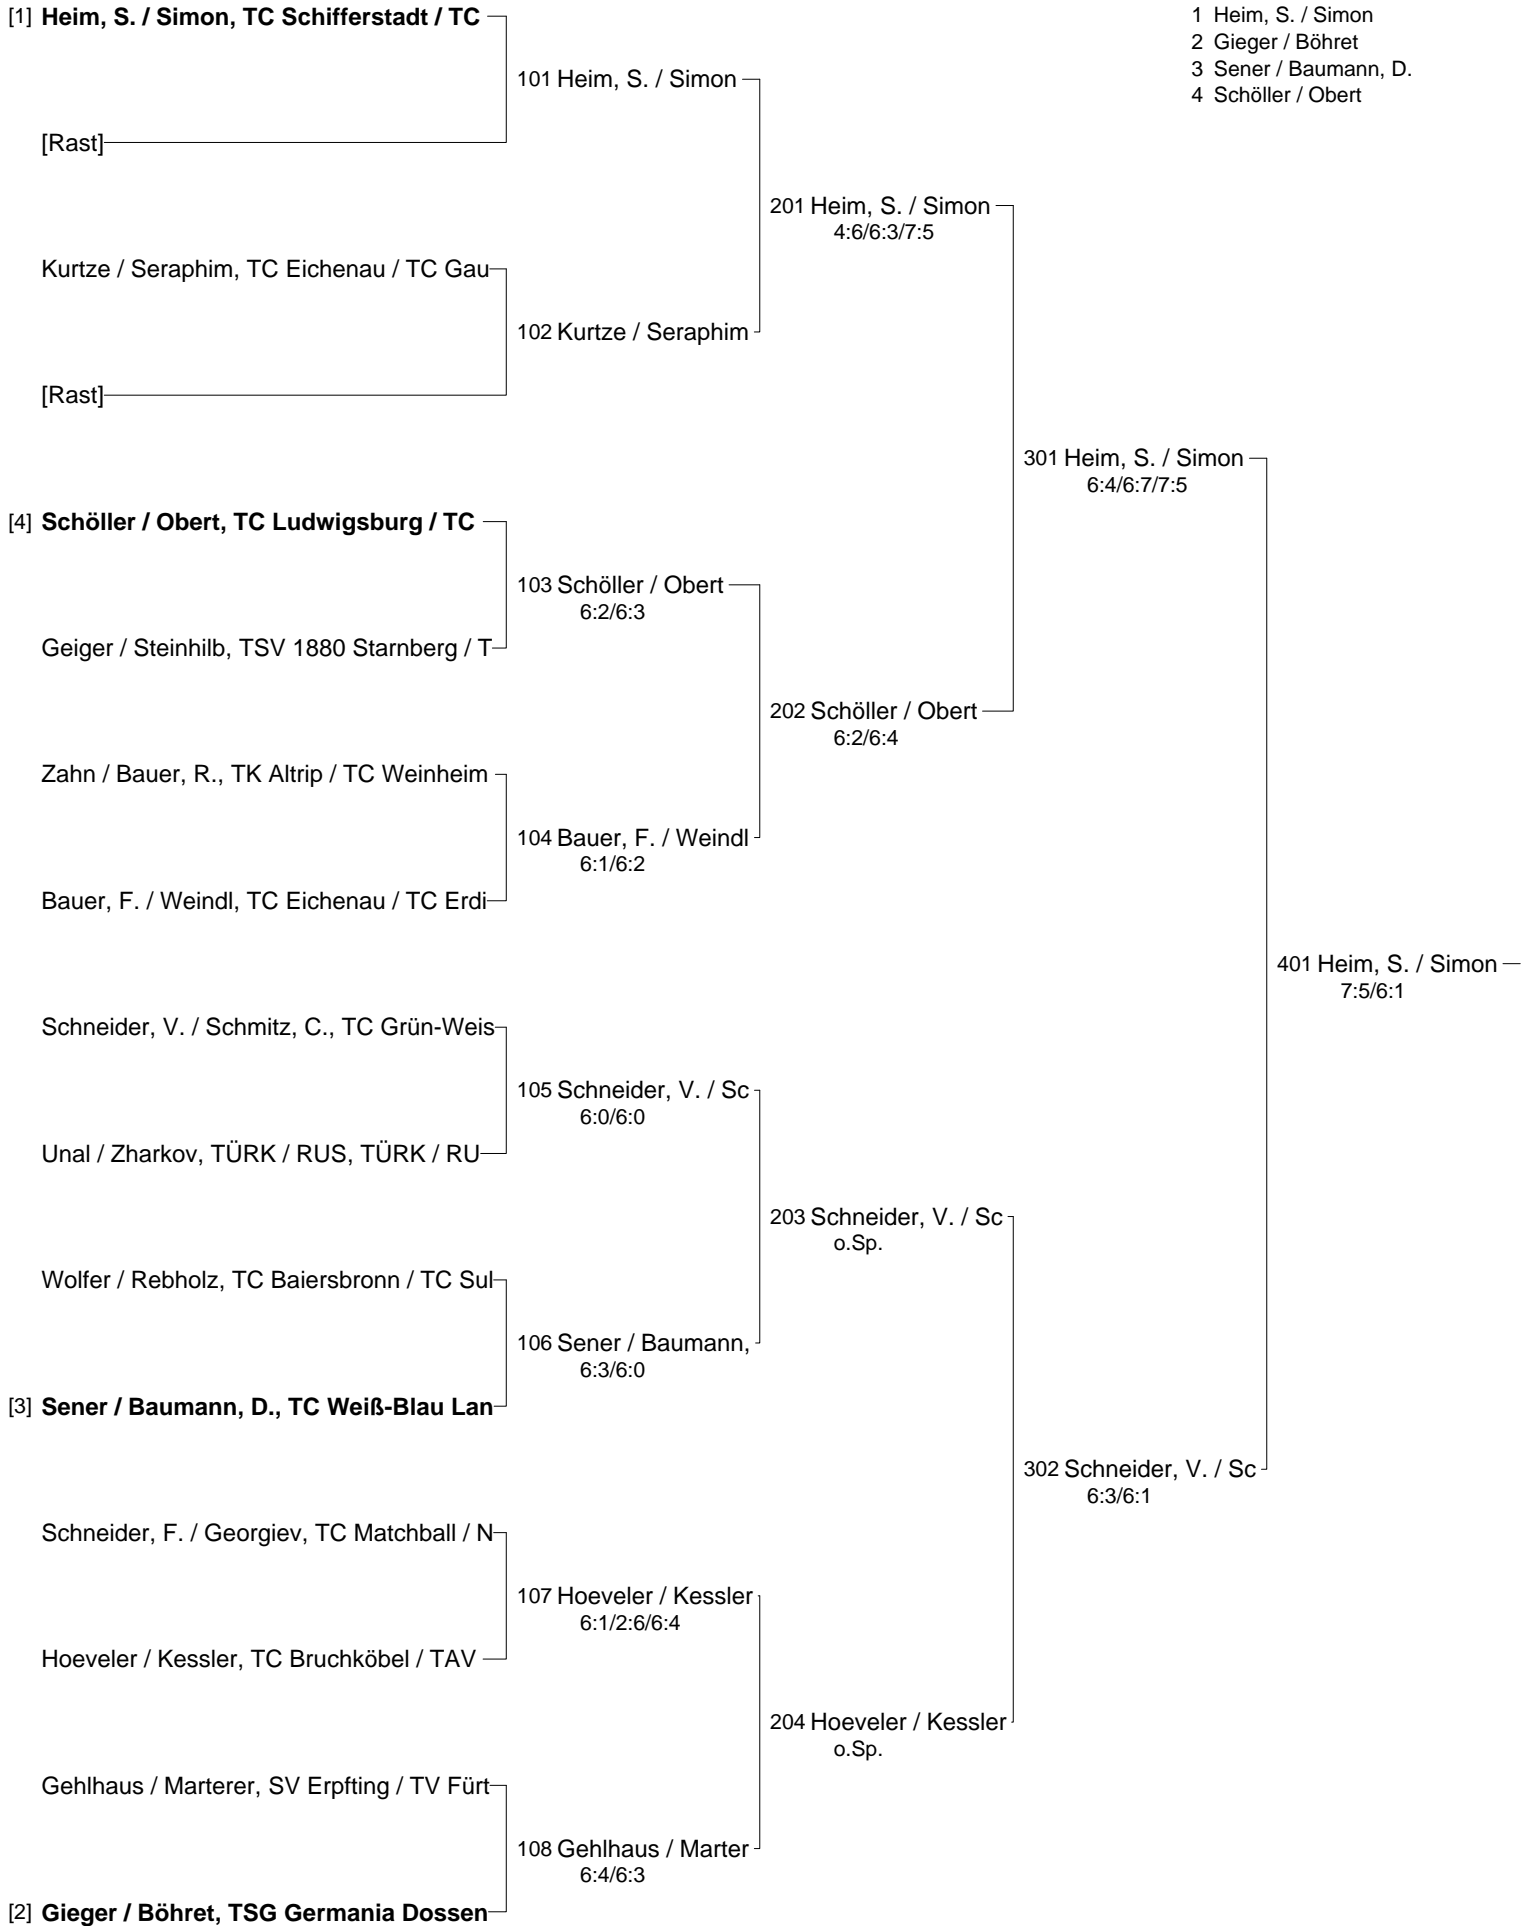 [1] Heim, S. / Simon, TC Schifferstadt / TC
1 Heim, S. / Simon
2 Gieger / Böhret
3 Sener / Baumann, D.
4 Schöller / Obert
101 Heim, S. / Simon
[Rast]
201 Heim, S. / Simon
4:6/6:3/7:5
Kurtze / Seraphim, TC Eichenau / TC Gau
102 Kurtze / Seraphim
[Rast]
301 Heim, S. / Simon
6:4/6:7/7:5
[4] Schöller / Obert, TC Ludwigsburg / TC
103 Schöller / Obert
6:2/6:3
Geiger / Steinhilb, TSV 1880 Starnberg / T
202 Schöller / Obert
6:2/6:4
Zahn / Bauer, R., TK Altrip / TC Weinheim
104 Bauer, F. / Weindl
6:1/6:2
Bauer, F. / Weindl, TC Eichenau / TC Erdi
401 Heim, S. / Simon
7:5/6:1
Schneider, V. / Schmitz, C., TC Grün-Weis
105 Schneider, V. / Sc
6:0/6:0
Unal / Zharkov, TÜRK / RUS, TÜRK / RU
203 Schneider, V. / Sc
o.Sp.
Wolfer / Rebholz, TC Baiersbronn / TC Sul
106 Sener / Baumann,
6:3/6:0
[3] Sener / Baumann, D., TC Weiß-Blau Lan
302 Schneider, V. / Sc
6:3/6:1
Schneider, F. / Georgiev, TC Matchball / N
107 Hoeveler / Kessler
6:1/2:6/6:4
Hoeveler / Kessler, TC Bruchköbel / TAV
204 Hoeveler / Kessler
o.Sp.
Gehlhaus / Marterer, SV Erpfting / TV Fürt
108 Gehlhaus / Marter
6:4/6:3
[2] Gieger / Böhret, TSG Germania Dossen